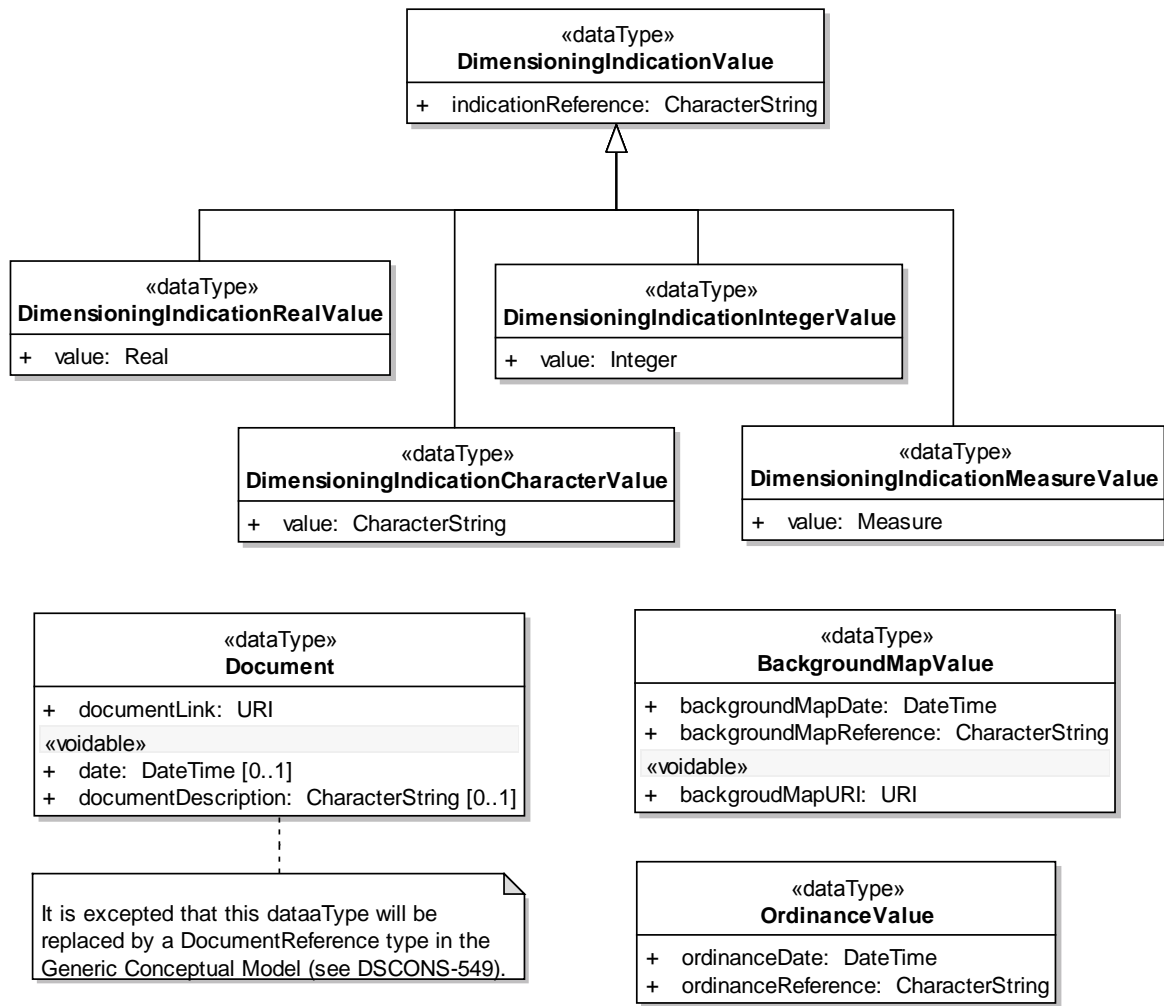 «dataType»
DimensioningIndicationValue
+ indicationReference: CharacterString
«dataType»
DimensioningIndicationRealValue
+ value: Real
«dataType»
DimensioningIndicationIntegerValue
+ value: Integer
«dataType»
DimensioningIndicationCharacterValue
+ value: CharacterString
«dataType»
DimensioningIndicationMeasureValue
+ value: Measure
«dataType»
Document
+ documentLink: URI
«voidable»
+ date: DateTime [0..1]
+ documentDescription: CharacterString [0..1]
It is excepted that this dataaType will be
replaced by a DocumentReference type in the
Generic Conceptual Model (see DSCONS-549).
«dataType»
BackgroundMapValue
+ backgroundMapDate: DateTime
+ backgroundMapReference: CharacterString
«voidable»
+ backgroudMapURI: URI
«dataType»
OrdinanceValue
+ ordinanceDate: DateTime
+ ordinanceReference: CharacterString